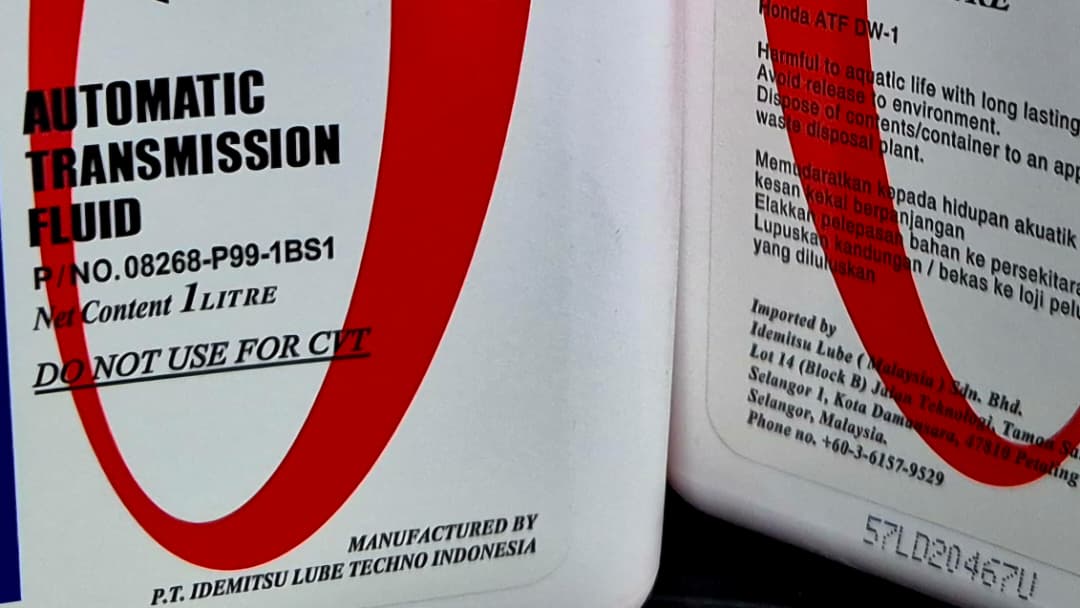 AUTOMATIC
TRANSMISSION
FLUID
P/NO.08268-P99-1BS1
Net Content 1LITRE
DO NOT USE FOR CVT
MANUFACTURED BY
P.T. IDEMITSU LUBE TECHNO INDONESIA
Honda ATF DW-1
Harmful to aquatic life with long lasting
Avoid release to environment.
Dispose of contents/container to an
waste disposal plant.
Memudaratkan kepada hidupan akuatik
kesan kekal berpanjangan
Elakkan pelepasan bahan ke
Lupuskan kandungan / bekas ke loji
yang diluluskan
Imported by
Idemitsu Lube ( Malaysia ) Sdn. Bhd.
Lot 14 (Block B) Jalan Teknologi, Taman
Selangor 1, Kota Damansara, 47810 Petaling
Selangor, Malaysia.
Phone no. +60-3-6157-9529
57LD20467U